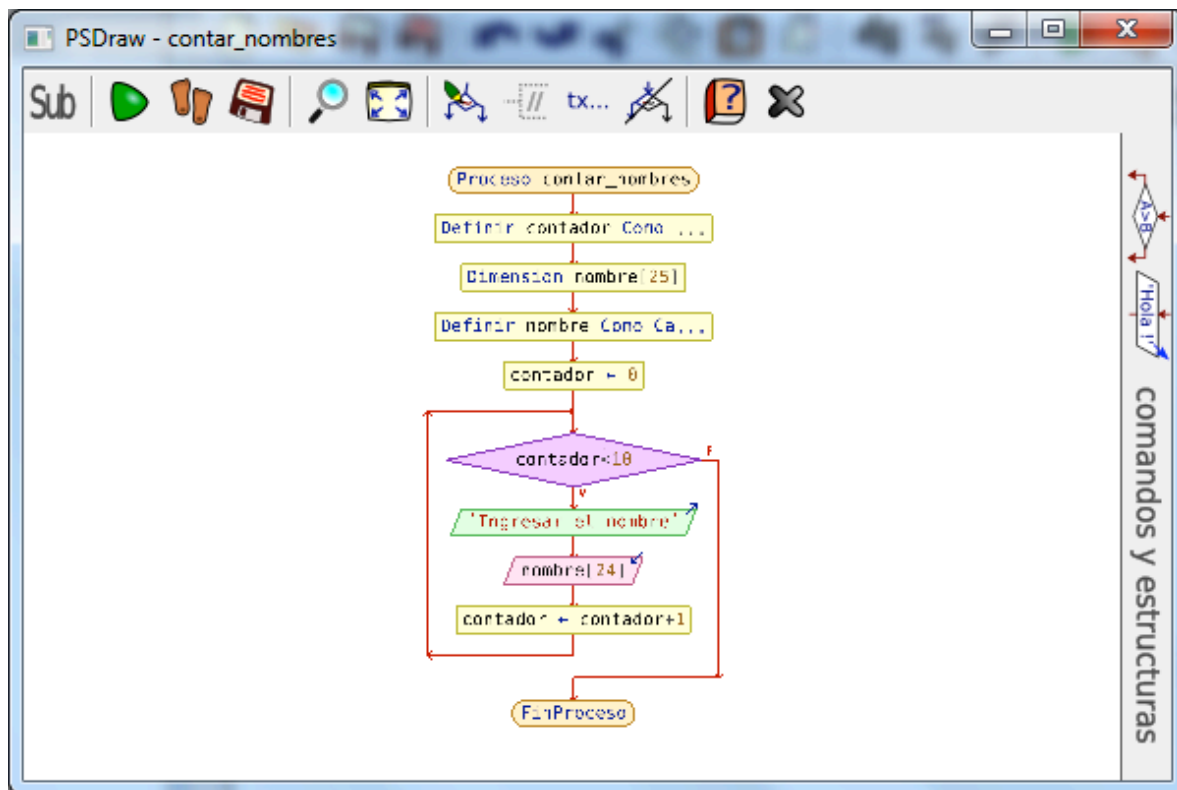 PSDraw - contar_nombres
Sub
tx...
Proceso contar_nombres
Definir contador Como ...
Dimension nombre[25]
Definir nombre Como Ca...
contador ← 0
contador<10
F
V
'Ingresar el nombre'
nombre[24]
contador ← contador+1
FinProceso
A>B
"Hola !"
comandos y estructuras